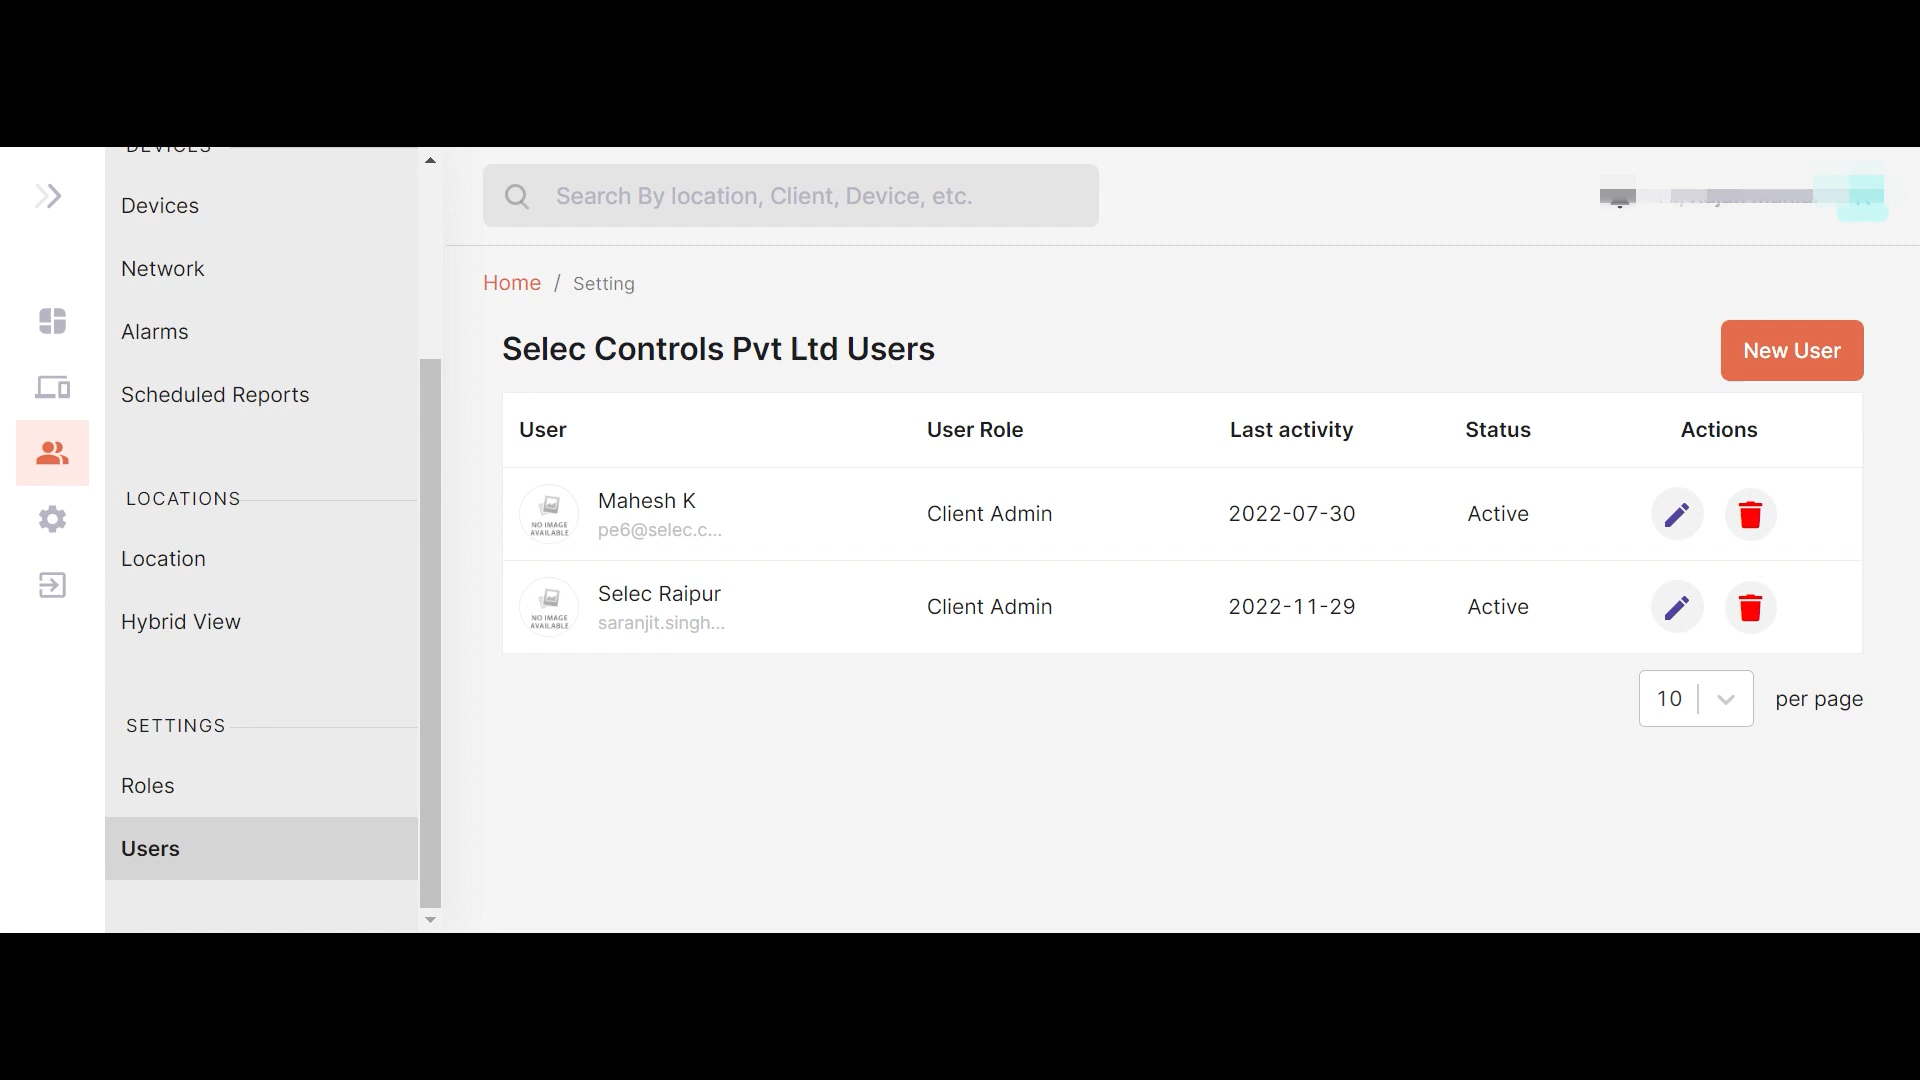 DEVICES
Devices
Network
Alarms
Scheduled Reports
LOCATIONS
Location
Hybrid View
SETTINGS
Roles
Users
Search By location, Client, Device, etc.
Home / Setting
Selec Controls Pvt Ltd Users
New User
User User Role Last activity Status Actions
NO IMAGE
AVAILABLE
Mahesh K
pe6@selec.c...
Client Admin 2022-07-30 Active
NO IMAGE
AVAILABLE
Selec Raipur
saranjit.singh...
Client Admin 2022-11-29 Active
10 per page